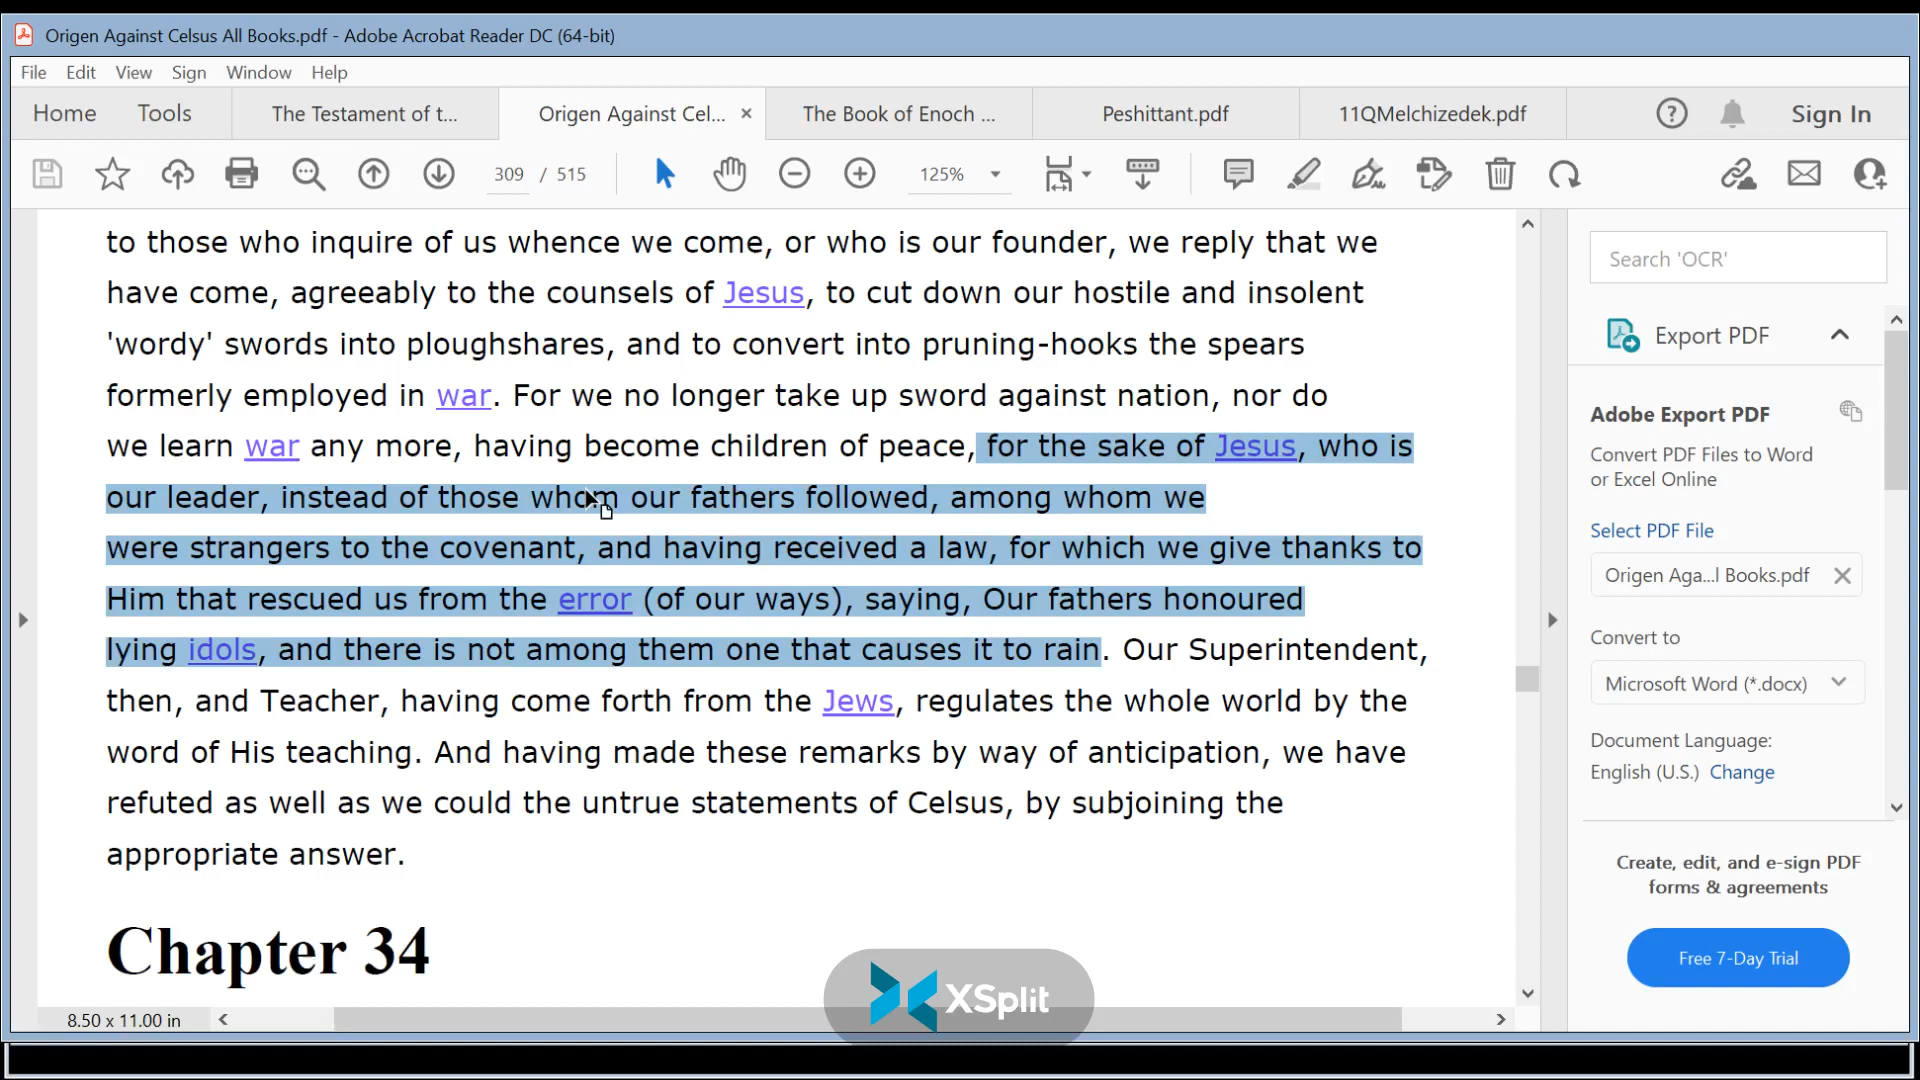 Origen Against Celsus All Books.pdf - Adobe Acrobat Reader DC (64-bit)
File Edit View Sign Window Help
Home Tools The Testament of t... Origen Against Cel... × The Book of Enoch ... Peshittant.pdf 11QMelchizedek.pdf Sign In
309 / 515 125%
to those who inquire of us whence we come, or who is our founder, we reply that we
have come, agreeably to the counsels of Jesus, to cut down our hostile and insolent
'wordy' swords into ploughshares, and to convert into pruning-hooks the spears
formerly employed in war. For we no longer take up sword against nation, nor do
we learn war any more, having become children of peace, for the sake of Jesus, who is
our leader, instead of those whom our fathers followed, among whom we
were strangers to the covenant, and having received a law, for which we give thanks to
Him that rescued us from the error (of our ways), saying, Our fathers honoured
lying idols, and there is not among them one that causes it to rain. Our Superintendent,
then, and Teacher, having come forth from the Jews, regulates the whole world by the
word of His teaching. And having made these remarks by way of anticipation, we have
refuted as well as we could the untrue statements of Celsus, by subjoining the
appropriate answer.
Chapter 34
8.50 x 11.00 in
XSplit
Search 'OCR'
Export PDF
Adobe Export PDF
Convert PDF Files to Word
or Excel Online
Select PDF File
Origen Aga...l Books.pdf
Convert to
Microsoft Word (*.docx)
Document Language:
English (U.S.) Change
Create, edit, and e-sign PDF
forms & agreements
Free 7-Day Trial